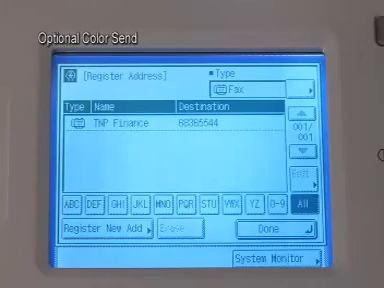 Optional Color Send
[Register Address]
■ Type
Fax
Type Name Destination
TNP Finance 68365544
001/
001
Edit
ABC DEF GHI JKL MNO PQR STU VWX YZ 0-9 All
Register New Add. Erase Done
System Monitor